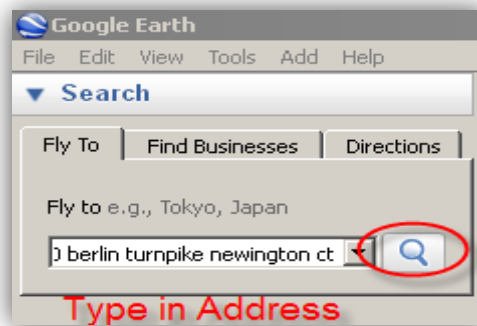 Google Earth
File Edit View Tools Add Help
Search
Fly To Find Businesses Directions
Fly to e.g., Tokyo, Japan
berlin turnpike newington ct
Type in Address